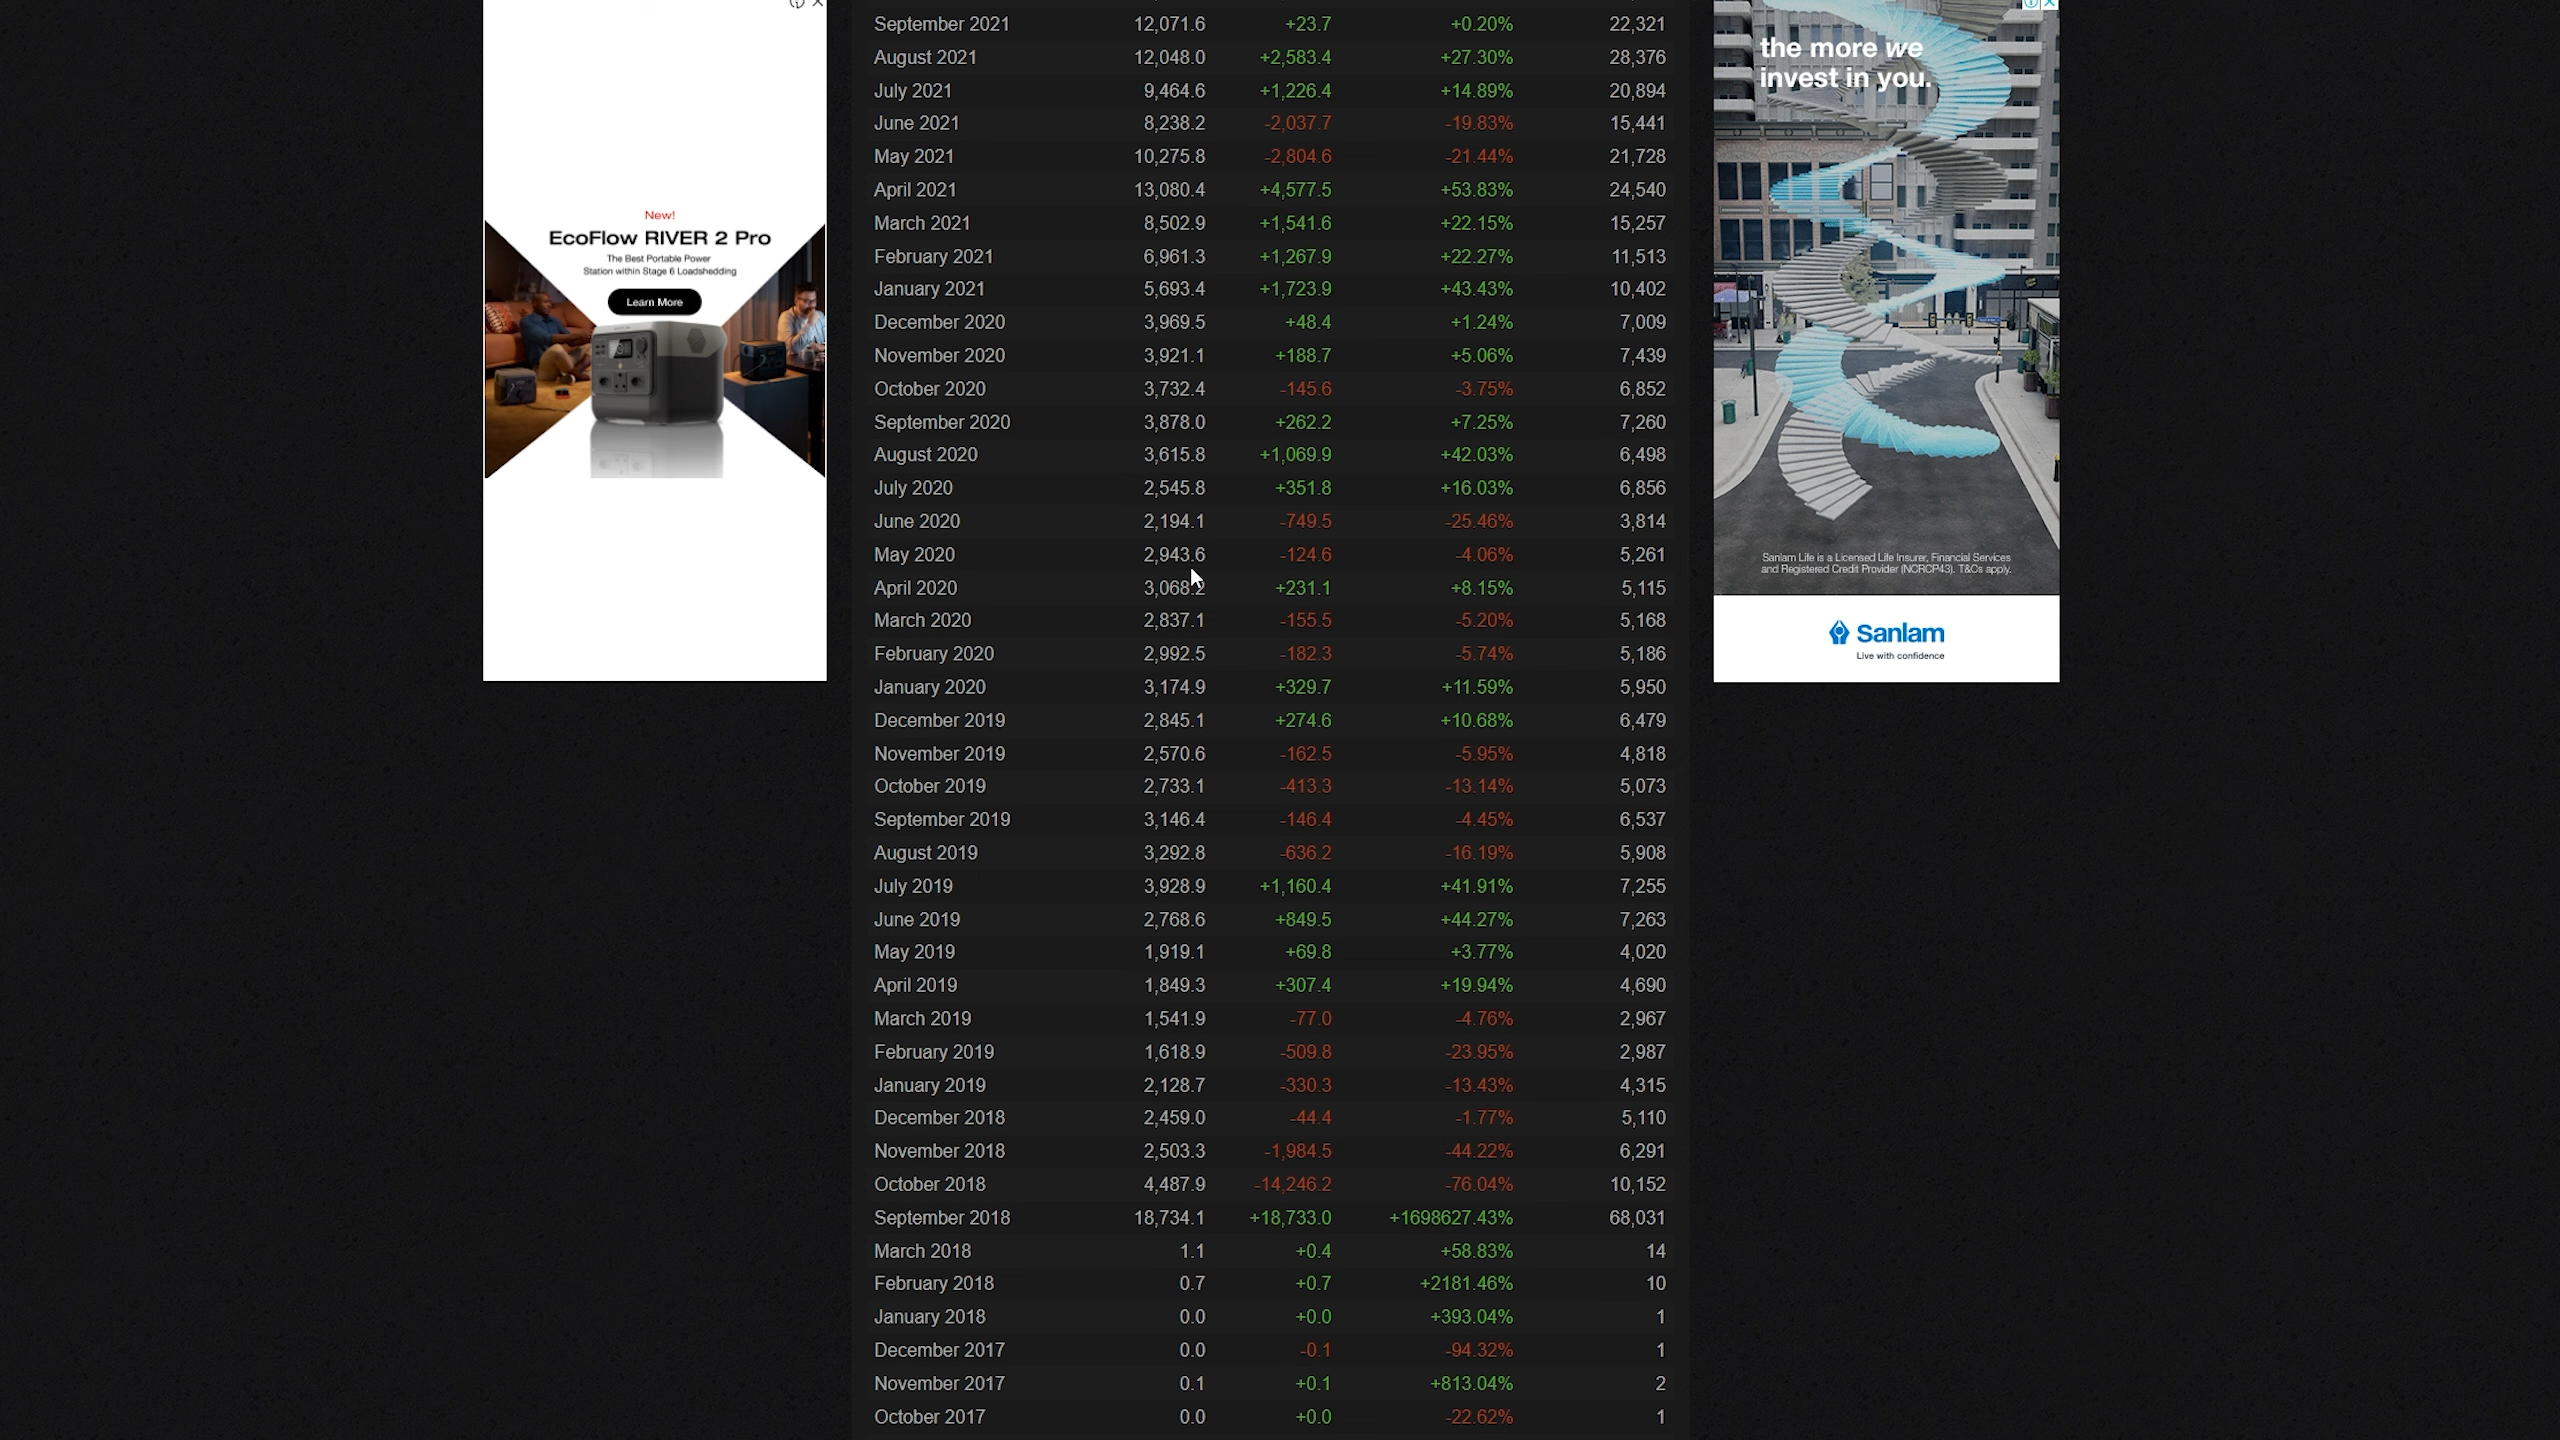 New!
EcoFlow RIVER 2 Pro
The Best Portable Power
Station within Stage 6 Loadshedding
Learn More
September 2021 12,071.6 +23.7 +0.20% 22,321
August 2021 12,048.0 +2,583.4 +27.30% 28,376
July 2021 9,464.6 +1,226.4 +14.89% 20,894
June 2021 8,238.2 -2,037.7 -19.83% 15,441
May 2021 10,275.8 -2,804.6 -21.44% 21,728
April 2021 13,080.4 +4,577.5 +53.83% 24,540
March 2021 8,502.9 +1,541.6 +22.15% 15,257
February 2021 6,961.3 +1,267.9 +22.27% 11,513
January 2021 5,693.4 +1,723.9 +43.43% 10,402
December 2020 3,969.5 +48.4 +1.24% 7,009
November 2020 3,921.1 +188.7 +5.06% 7,439
October 2020 3,732.4 -145.6 -3.75% 6,852
September 2020 3,878.0 +262.2 +7.25% 7,260
August 2020 3,615.8 +1,069.9 +42.03% 6,498
July 2020 2,545.8 +351.8 +16.03% 6,856
June 2020 2,194.1 -749.5 -25.46% 3,814
May 2020 2,943.6 -124.6 -4.06% 5,261
April 2020 3,068.2 +231.1 +8.15% 5,115
March 2020 2,837.1 -155.5 -5.20% 5,168
February 2020 2,992.5 -182.3 -5.74% 5,186
January 2020 3,174.9 +329.7 +11.59% 5,950
December 2019 2,845.1 +274.6 +10.68% 6,479
November 2019 2,570.6 -162.5 -5.95% 4,818
October 2019 2,733.1 -413.3 -13.14% 5,073
September 2019 3,146.4 -146.4 -4.45% 6,537
August 2019 3,292.8 -636.2 -16.19% 5,908
July 2019 3,928.9 +1,160.4 +41.91% 7,255
June 2019 2,768.6 +849.5 +44.27% 7,263
May 2019 1,919.1 +69.8 +3.77% 4,020
April 2019 1,849.3 +307.4 +19.94% 4,690
March 2019 1,541.9 -77.0 -4.76% 2,967
February 2019 1,618.9 -509.8 -23.95% 2,987
January 2019 2,128.7 -330.3 -13.43% 4,315
December 2018 2,459.0 -44.4 -1.77% 5,110
November 2018 2,503.3 -1,984.5 -44.22% 6,291
October 2018 4,487.9 -14,246.2 -76.04% 10,152
September 2018 18,734.1 +18,733.0 +1698627.43% 68,031
March 2018 1.1 +0.4 +58.83% 14
February 2018 0.7 +0.7 +2181.46% 10
January 2018 0.0 +0.0 +393.04% 1
December 2017 0.0 -0.1 -94.32% 1
November 2017 0.1 +0.1 +813.04% 2
October 2017 0.0 +0.0 -22.62% 1
the more we
invest in you.
Sanlam Life is a Licensed Life Insurer, Financial Services
and Registered Credit Provider (NCRCP43). T&Cs apply.
Sanlam
Live with confidence